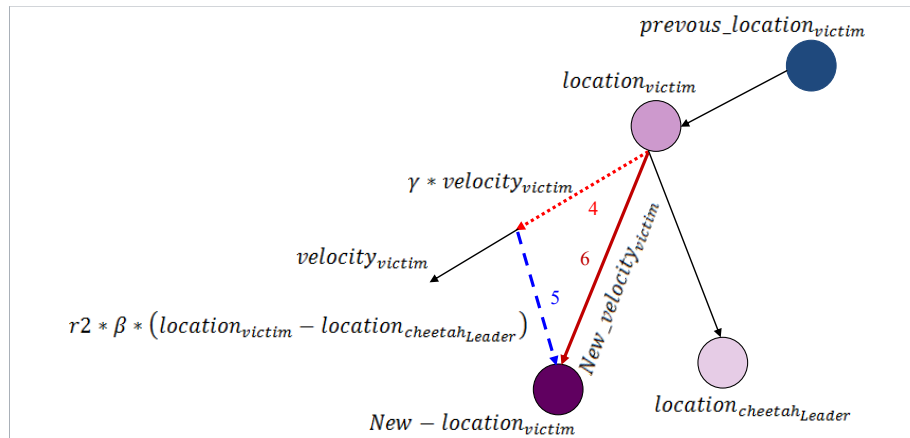 prevous_location_victim
location_victim
γ * velocity_victim
4
New_velocity_victim
velocity_victim
6
5
r2 * β * (location_victim − location_cheetah_Leader)
location_cheetah_Leader
New − location_victim